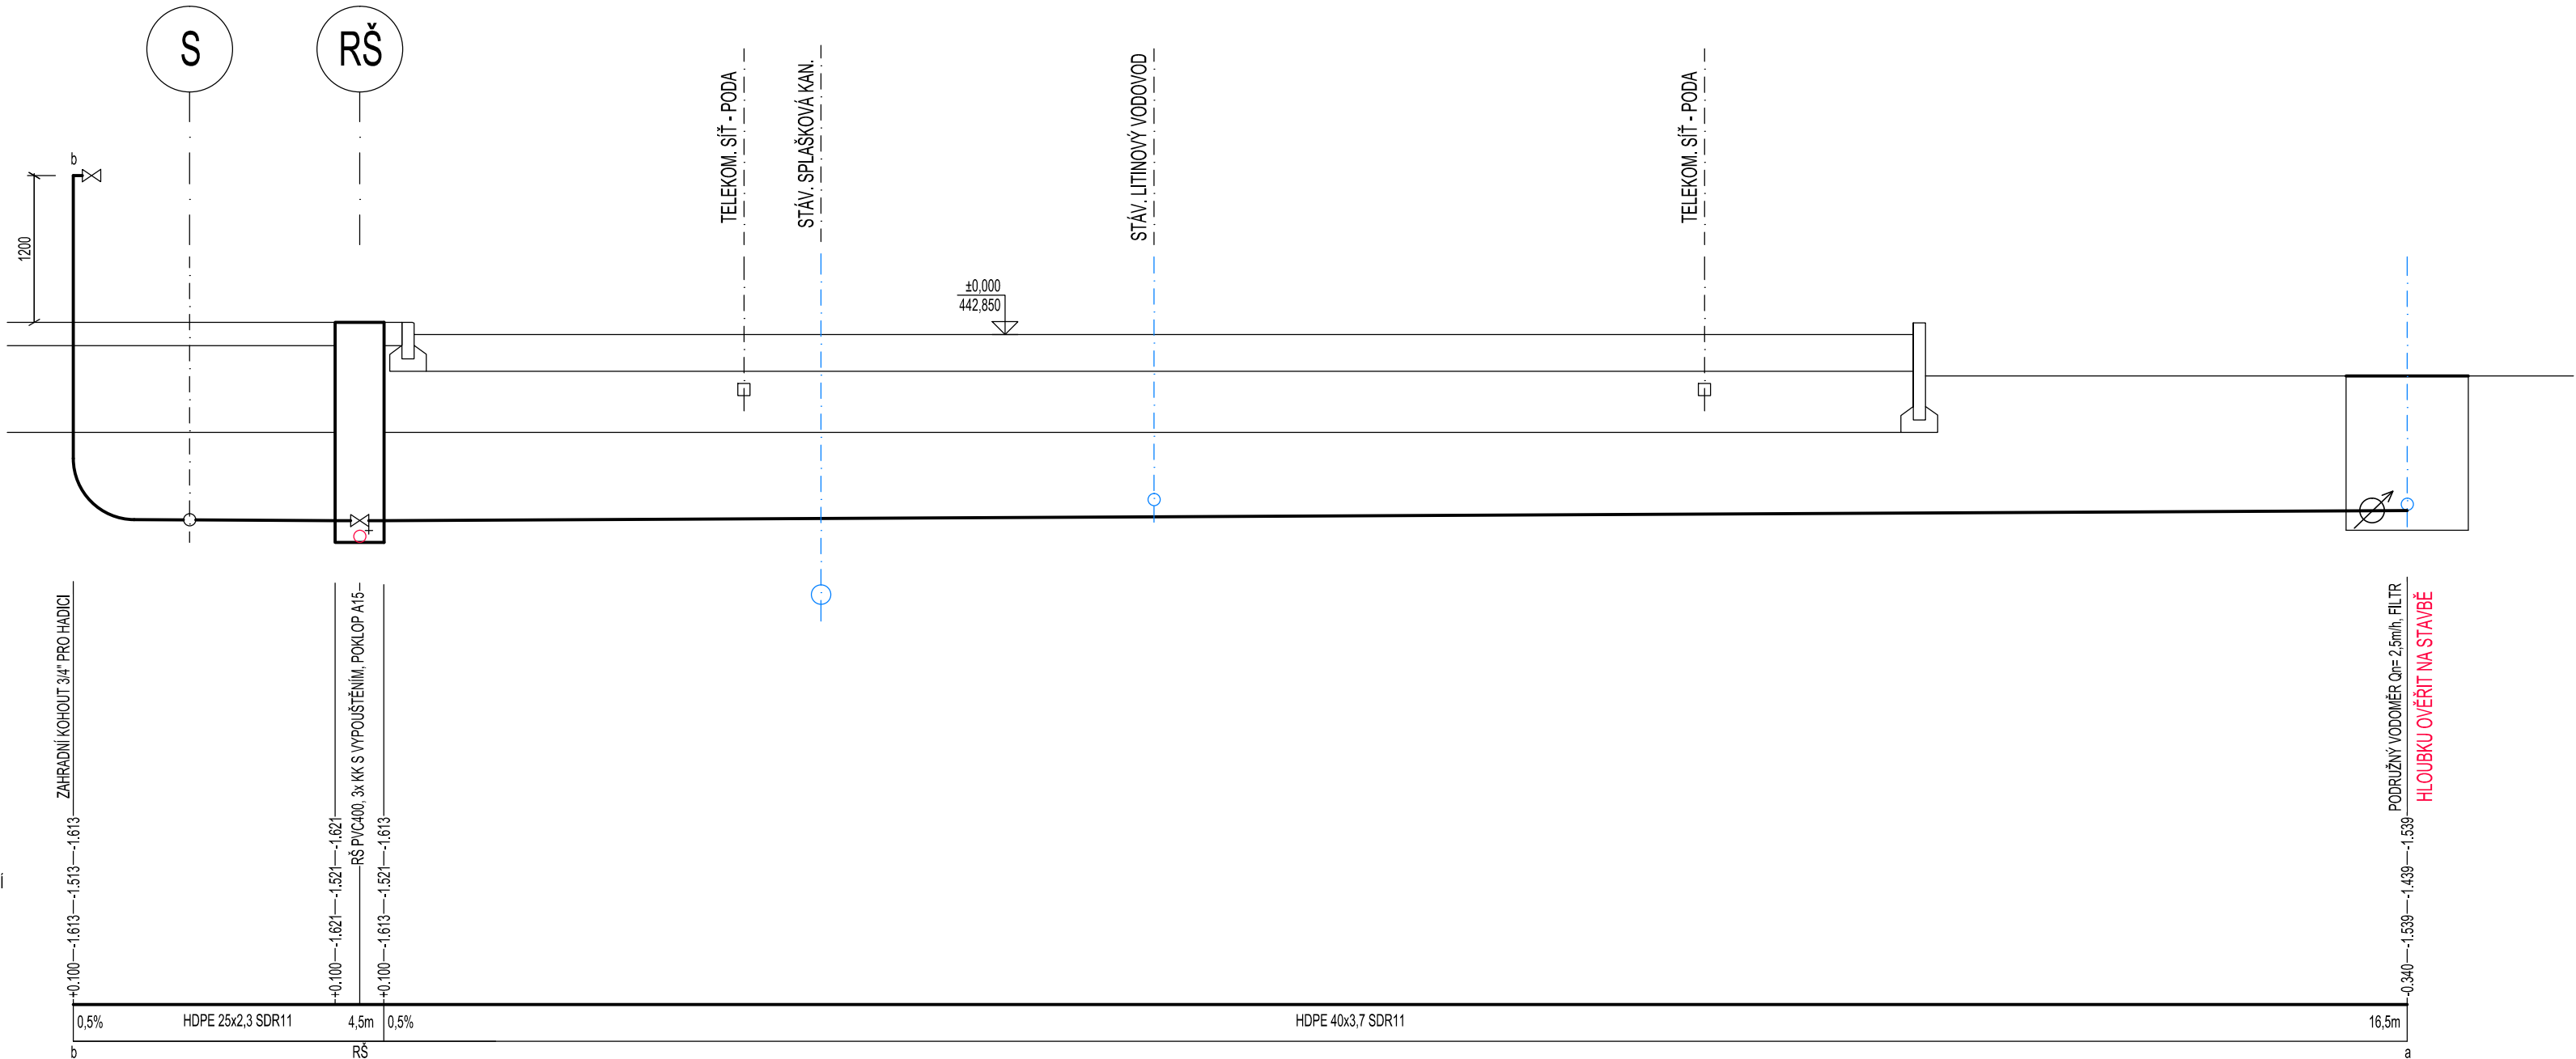 S
RŠ
b
1200
TELEKOM. SÍŤ - PODA
STÁV. SPLAŠKOVÁ KAN.
STÁV. LITINOVÝ VODOVOD
TELEKOM. SÍŤ - PODA
±0,000
442,850
ZAHRADNÍ KOHOUT 3/4" PRO HADICI
+0.100 -1.613 -1.513 -1.613
+0.100 -1.621 -1.521 -1.621
RŠ PVC400, 3x KK S VYPOUŠTĚNÍM, POKLOP A15
+0.100 -1.613 -1.521 -1.613
PODRUŽNÝ VODOMĚR Qn= 2,5m/h, FILTR
HLOUBKU OVĚŘIT NA STAVBĚ
-0.340 -1.539 -1.439 -1.539
Í
0,5% HDPE 25x2,3 SDR11 4,5m
0,5% HDPE 40x3,7 SDR11 16,5m
b RŠ a